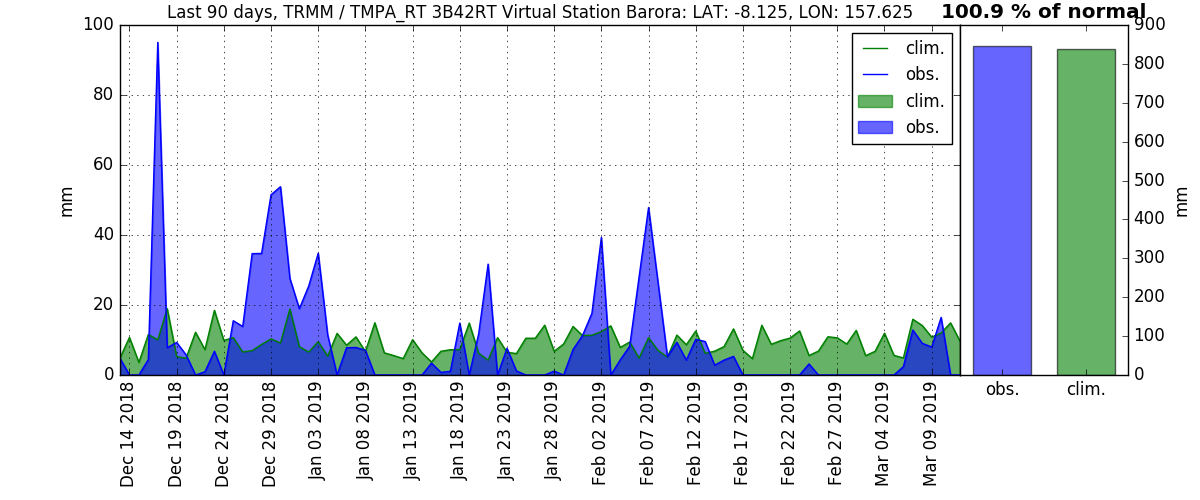 Last 90 days, TRMM / TMPA_RT 3B42RT Virtual Station Barora: LAT: -8.125, LON: 157.625
100.9 % of normal
mm
100
80
60
40
20
0
clim.
obs.
clim.
obs.
Dec 14 2018
Dec 19 2018
Dec 24 2018
Dec 29 2018
Jan 03 2019
Jan 08 2019
Jan 13 2019
Jan 18 2019
Jan 23 2019
Jan 28 2019
Feb 02 2019
Feb 07 2019
Feb 12 2019
Feb 17 2019
Feb 22 2019
Feb 27 2019
Mar 04 2019
Mar 09 2019
900
800
700
600
500
400
300
200
100
0
mm
obs.
clim.